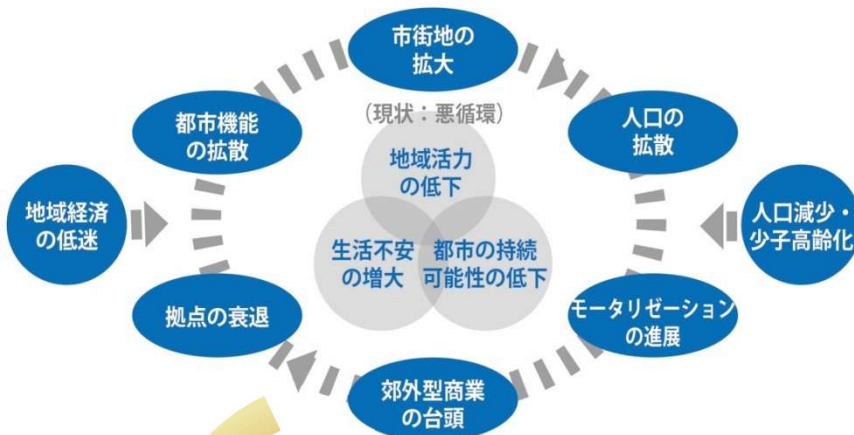 市街地の
拡大
（現状：悪循環）
都市機能
の拡散
人口の
拡散
地域活力
の低下
地域経済
の低迷
人口減少・
少子高齢化
生活不安
の増大
都市の持続
可能性の低下
拠点の衰退
モータリゼーション
の進展
郊外型商業
の台頭